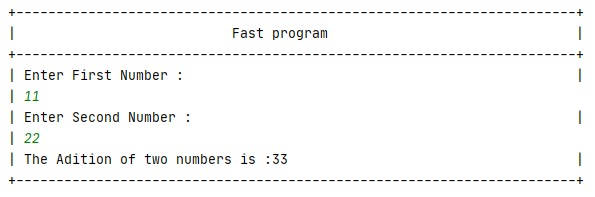 +----------------------------------------------------------------------+
|                           Fast program                               |
+----------------------------------------------------------------------+
| Enter First Number :                                                 |
| 11
| Enter Second Number :                                                |
| 22
| The Adition of two numbers is :33                                    |
+----------------------------------------------------------------------+